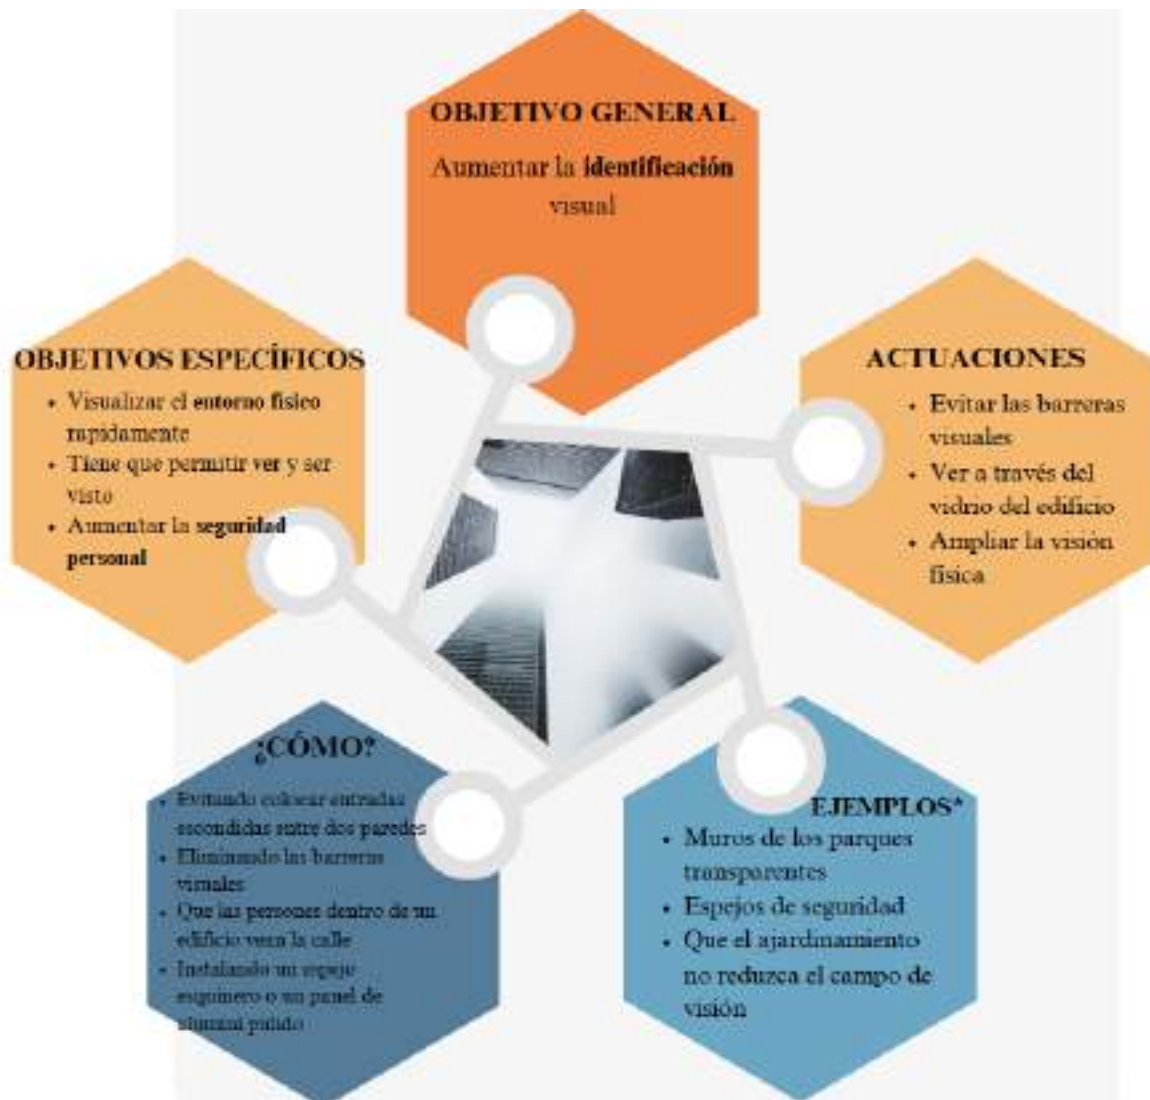 OBJETIVO GENERAL
Aumentar la identificación
visual
OBJETIVOS ESPECÍFICOS
• Visualizar el entorno físico
rapidamente
• Tiene que permitir ver y ser
visto
• Aumentar la seguridad
personal
ACTUACIONES
• Evitar las barreras
visuales
• Ver a través del
vidrio del edificio
• Ampliar la visión
física
¿CÓMO?
• Evitando colocar entradas
escondidas entre dos paredes
• Eliminando las barreras
visuales
• Que las persones dentro de un
edificio vean la calle
• Instalando un espejo
esquinero o un panel de
alumini pulido
EJEMPLOS*
• Muros de los parques
transparentes
• Espejos de seguridad
• Que el ajardinamiento
no reduzca el campo de
visión